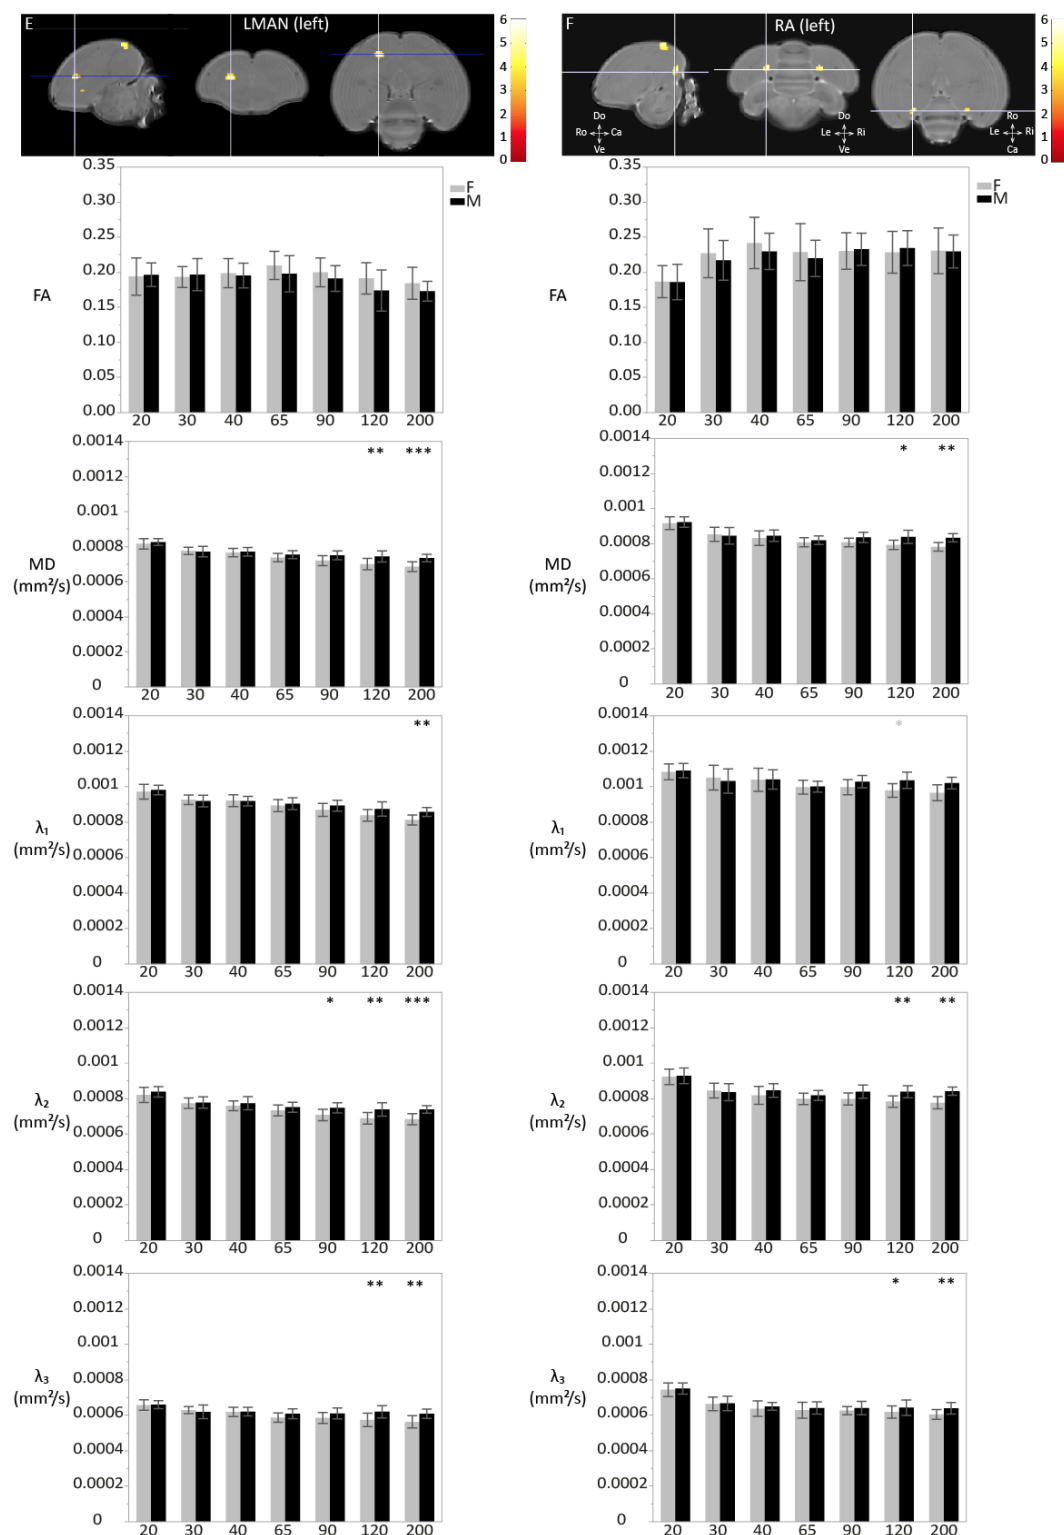 E LMAN (left)
6
5
4
3
2
1
0
F RA (left)
Do
Ro Ca
Ve
Do
Le Ri
Ve
Ro
Le Ri
Ca
6
5
4
3
2
1
0
F
M
FA
0.35
0.30
0.25
0.20
0.15
0.10
0.05
0.00
20 30 40 65 90 120 200
F
M
FA
0.35
0.30
0.25
0.20
0.15
0.10
0.05
0.00
20 30 40 65 90 120 200
MD
(mm²/s)
0.0014
0.0012
0.001
0.0008
0.0006
0.0004
0.0002
0
** ***
20 30 40 65 90 120 200
MD
(mm²/s)
0.0014
0.0012
0.001
0.0008
0.0006
0.0004
0.0002
0
* **
20 30 40 65 90 120 200
λ₁
(mm²/s)
0.0014
0.0012
0.001
0.0008
0.0006
0.0004
0.0002
0
**
20 30 40 65 90 120 200
λ₁
(mm²/s)
0.0014
0.0012
0.001
0.0008
0.0006
0.0004
0.0002
0
*
20 30 40 65 90 120 200
λ₂
(mm²/s)
0.0014
0.0012
0.001
0.0008
0.0006
0.0004
0.0002
0
* ** ***
20 30 40 65 90 120 200
λ₂
(mm²/s)
0.0014
0.0012
0.001
0.0008
0.0006
0.0004
0.0002
0
** **
20 30 40 65 90 120 200
λ₃
(mm²/s)
0.0014
0.0012
0.001
0.0008
0.0006
0.0004
0.0002
0
** **
20 30 40 65 90 120 200
λ₃
(mm²/s)
0.0014
0.0012
0.001
0.0008
0.0006
0.0004
0.0002
0
* **
20 30 40 65 90 120 200